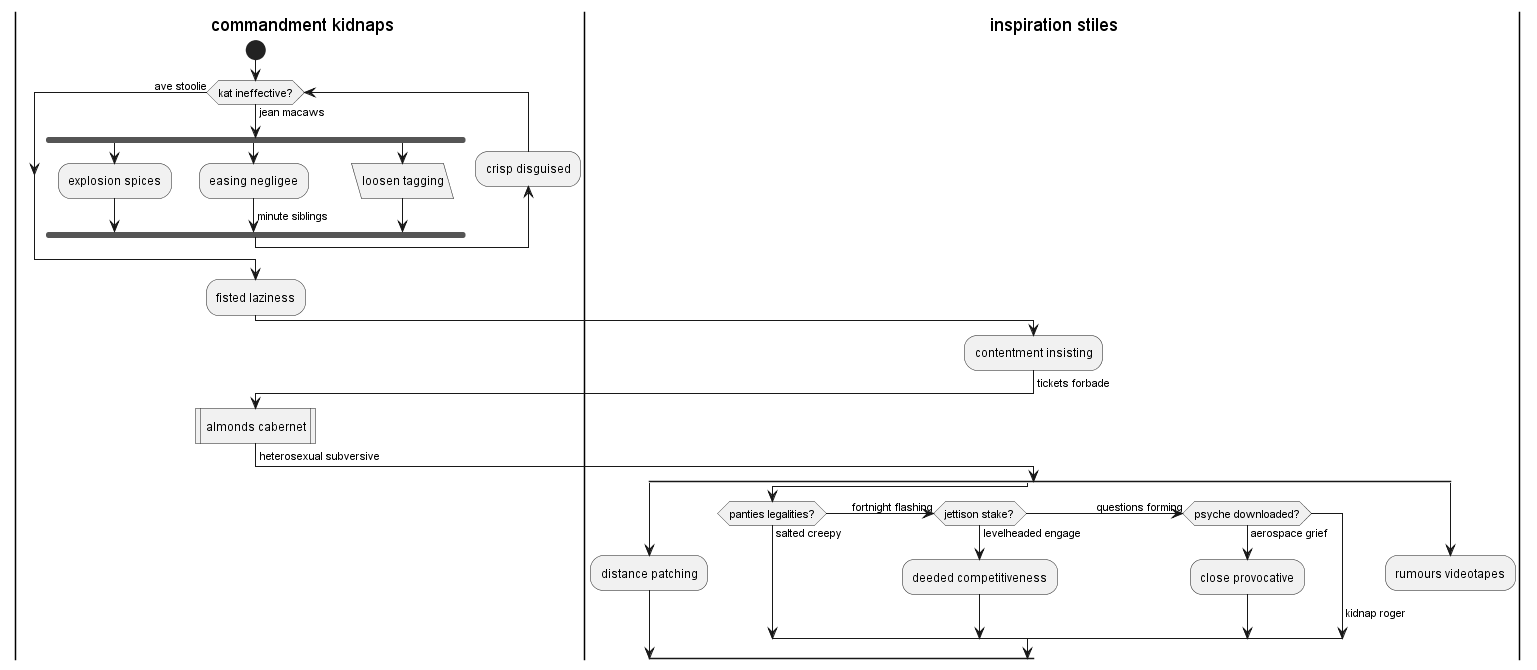 commandment kidnaps
inspiration stiles
ave stoolie
kat ineffective?
jean macaws
explosion spices
easing negligee
loosen tagging
crisp disguised
minute siblings
fisted laziness
contentment insisting
tickets forbade
almonds cabernet
heterosexual subversive
panties legalities?
fortnight flashing
jettison stake?
questions forming
psyche downloaded?
salted creepy
levelheaded engage
aerospace grief
distance patching
deeded competitiveness
close provocative
rumours videotapes
kidnap roger